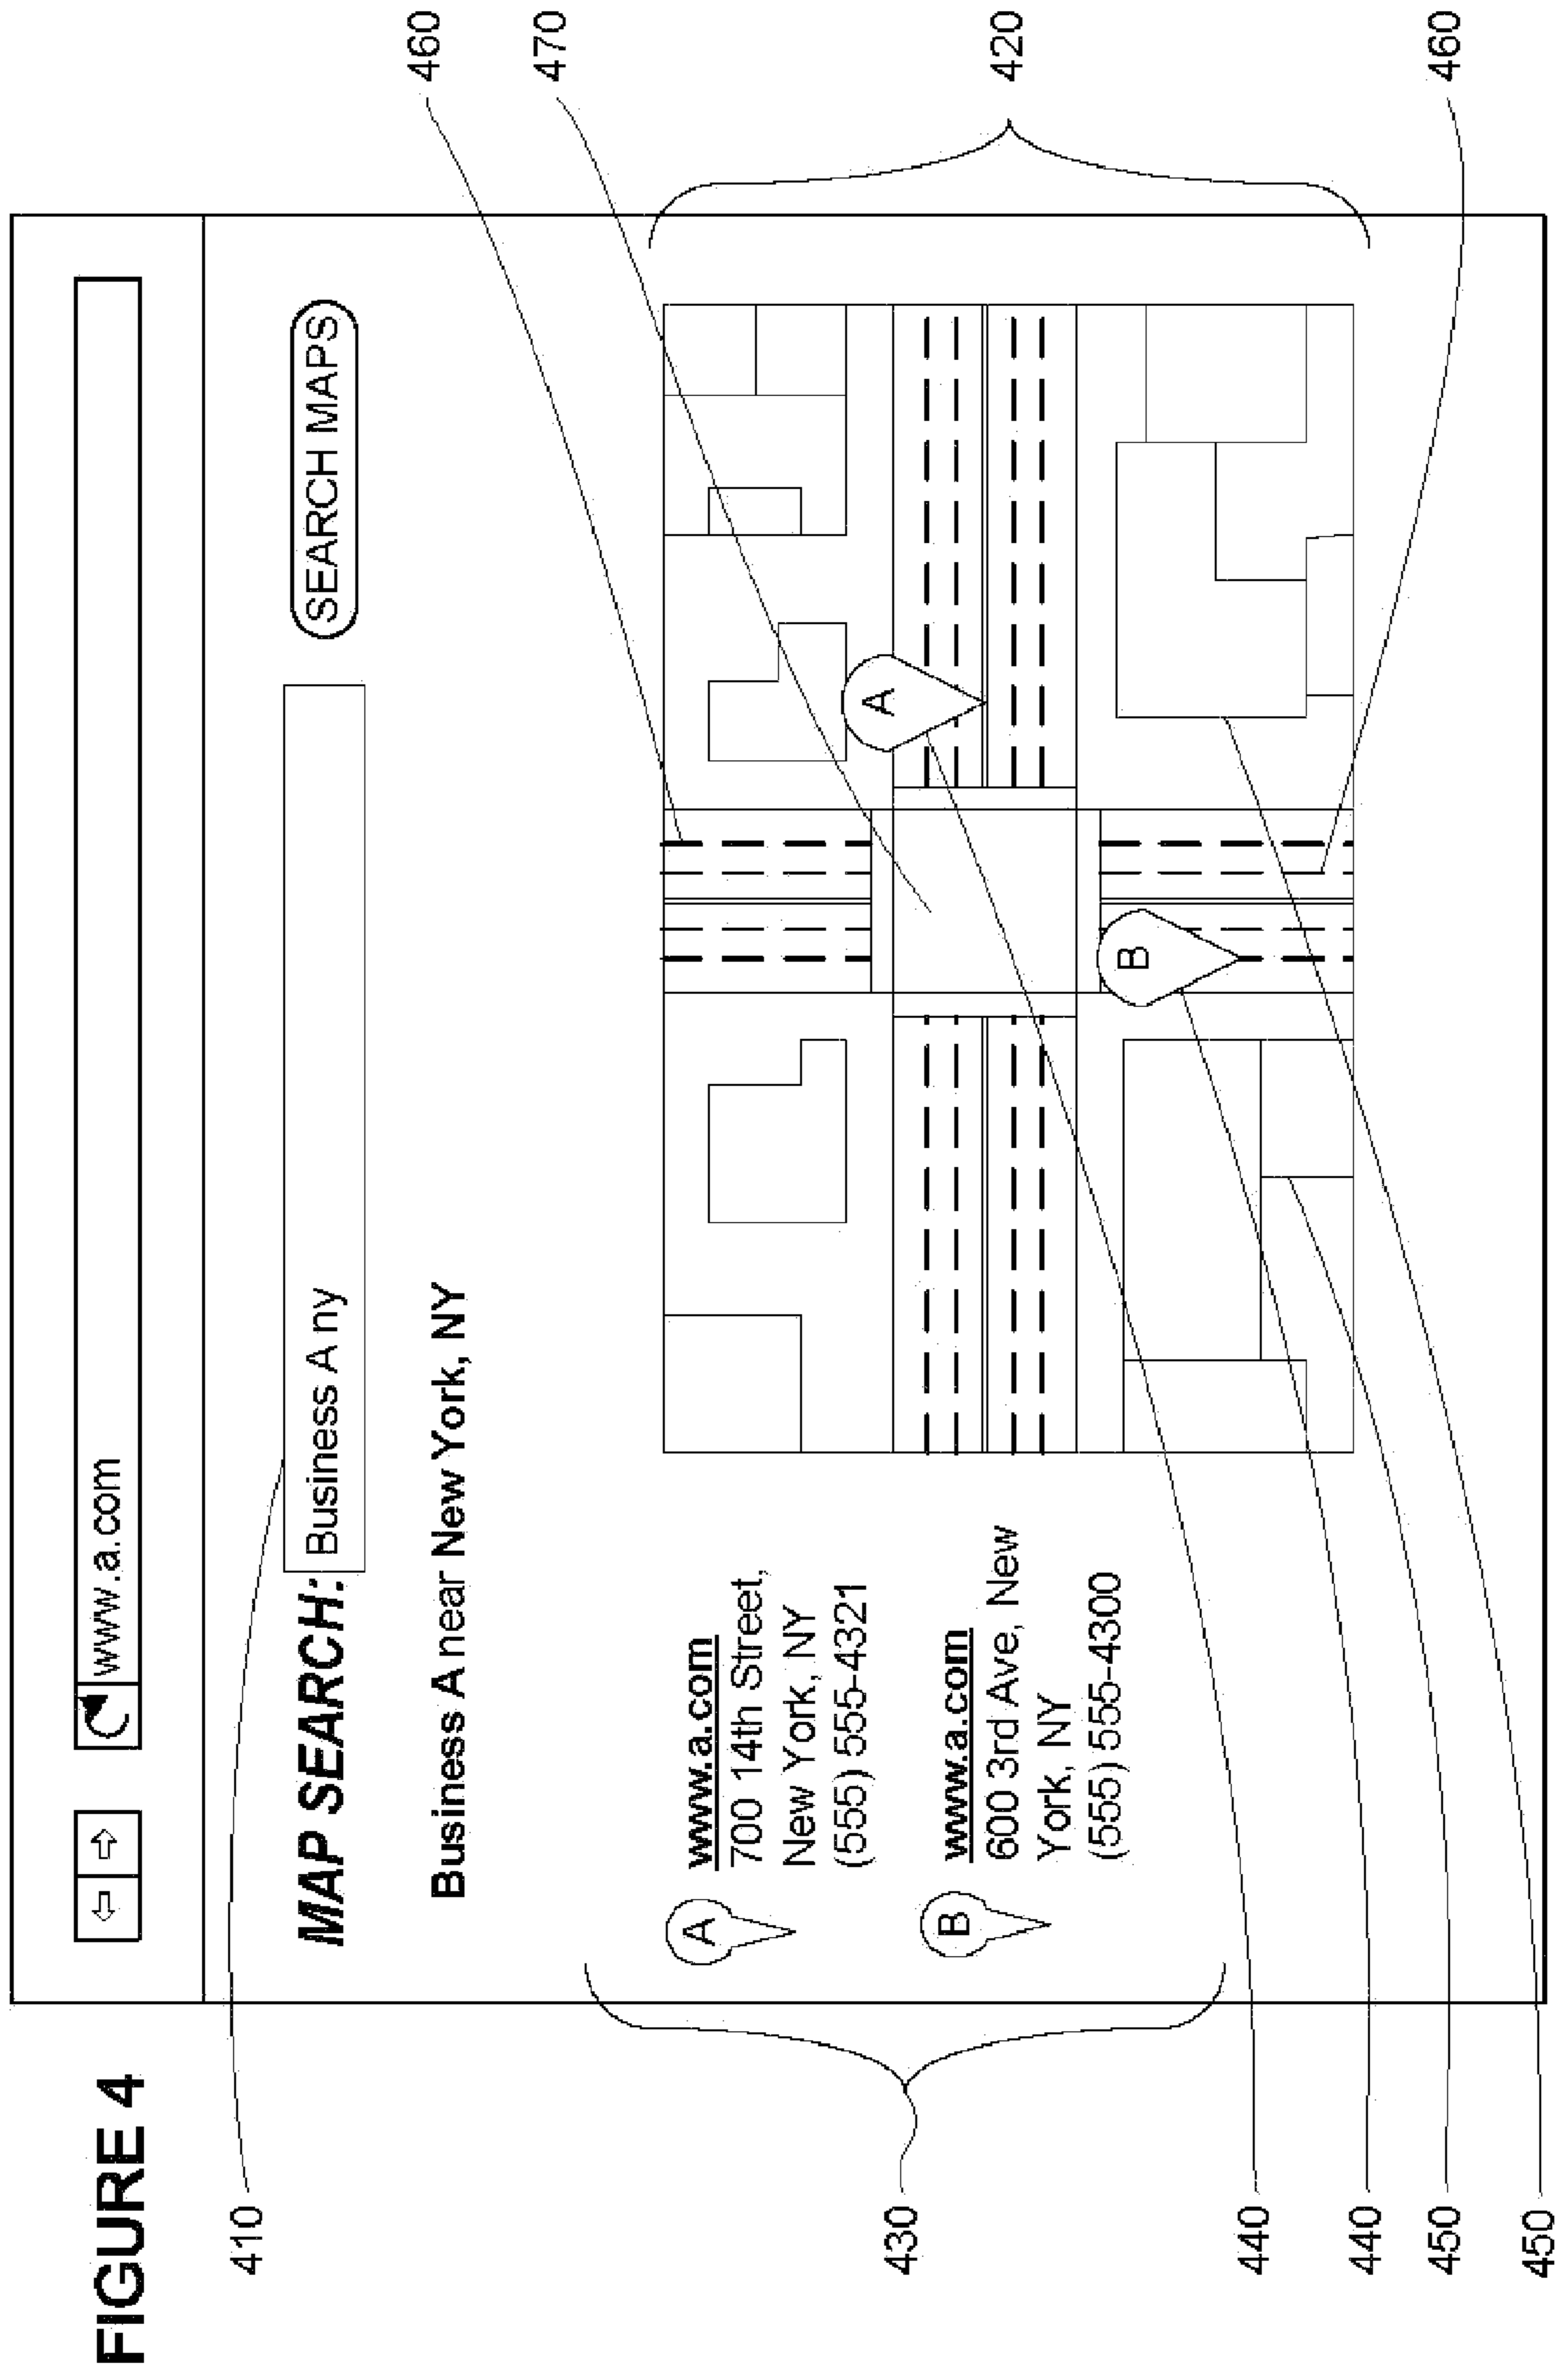 FIGURE 4
www.a.com
410
MAP SEARCH:
Business A ny
SEARCH MAPS
Business A near New York, NY
460
470
430
A
www.a.com
700 14th Street,
New York, NY
(555) 555-4321
B
www.a.com
600 3rd Ave, New
York, NY
(555) 555-4300
A
B
420
440
440
450
460
450